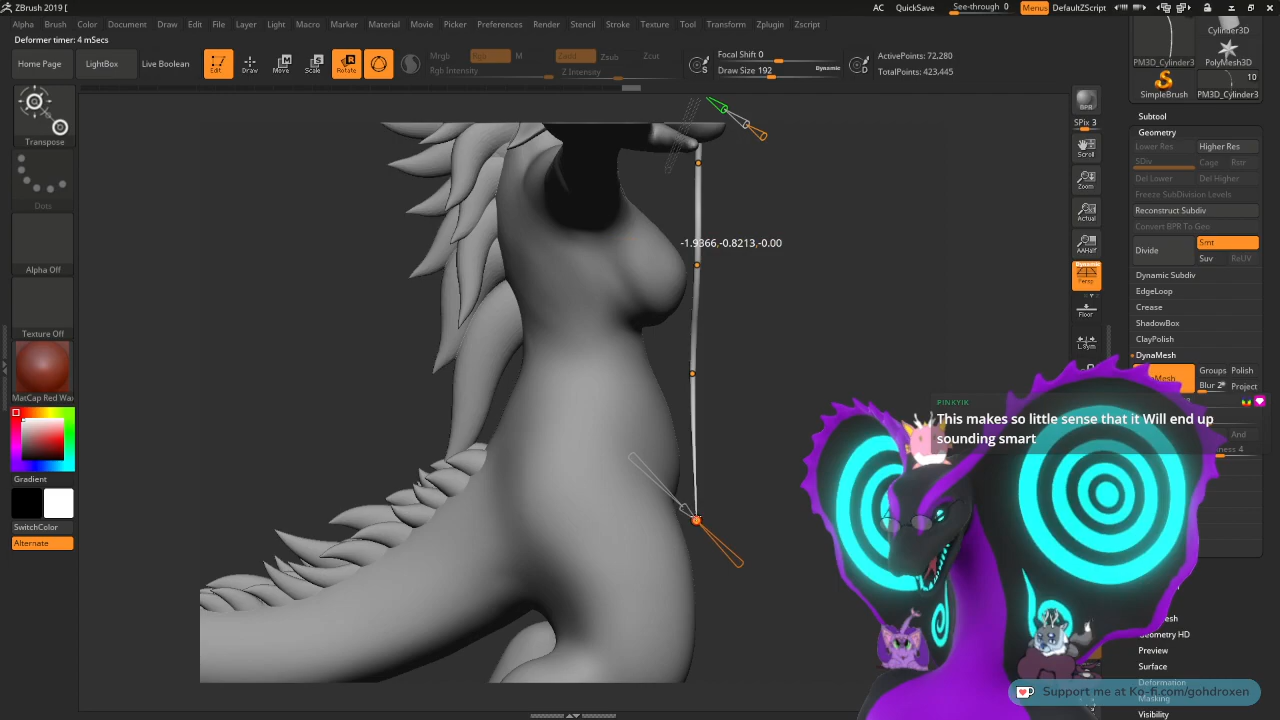 ZBrush 2019 [
AC
QuickSave
See-through 0
Menus
DefaultZScript
Alpha
Brush
Color
Document
Draw
Edit
File
Layer
Light
Macro
Marker
Material
Movie
Picker
Preferences
Render
Stencil
Stroke
Texture
Tool
Transform
Zplugin
Zscript
Deformer timer: 4 mSecs
Home Page
LightBox
Live Boolean
Edit
Draw
Move
Scale
Rotate
Mrgb
Rgb
M
Zadd
Zsub
Zcut
Rgb Intensity
Z Intensity
Focal Shift 0
Draw Size 192
Dynamic
S
D
ActivePoints: 72,280
TotalPoints: 423,445
Transpose
Dots
Alpha Off
Texture Off
MatCap Red Wax
Gradient
SwitchColor
Alternate
-1.9366,-0.8213,-0.00
BPR
SPix 3
Scroll
Zoom
Actual
AAHalf
Dynamic
Persp
Floor
L.Sym
Cylinder3D
PM3D_Cylinder3
PolyMesh3D
10
SimpleBrush
PM3D_Cylinder3
Subtool
Geometry
Lower Res
Higher Res
SDiv
Cage
Rstr
Del Lower
Del Higher
Freeze SubDivision Levels
Reconstruct Subdiv
Convert BPR To Geo
Divide
Smt
Suv
ReUV
Dynamic Subdiv
EdgeLoop
Crease
ShadowBox
ClayPolish
DynaMesh
Groups
Polish
Blur 2
Project
And
PINKYIK
This makes so little sense that it Will end up
sounding smart
Geometry HD
Preview
Surface
Deformation
Masking
Visibility
Support me at Ko-fi.com/gohdroxen